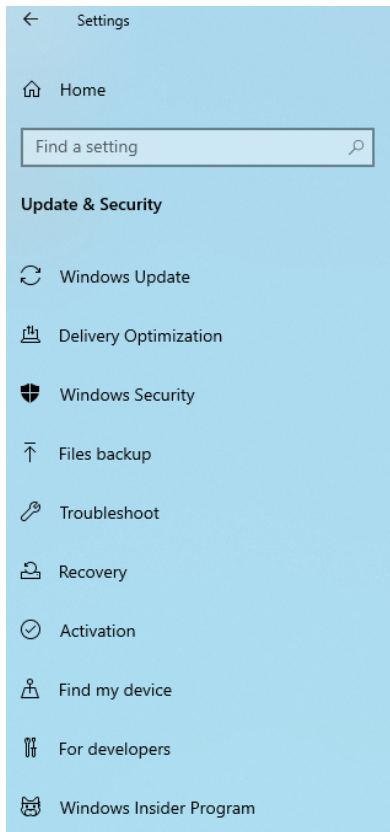 Settings
Home
Find a setting
Update & Security
Windows Update
Delivery Optimization
Windows Security
Files backup
Troubleshoot
Recovery
Activation
Find my device
For developers
Windows Insider Program